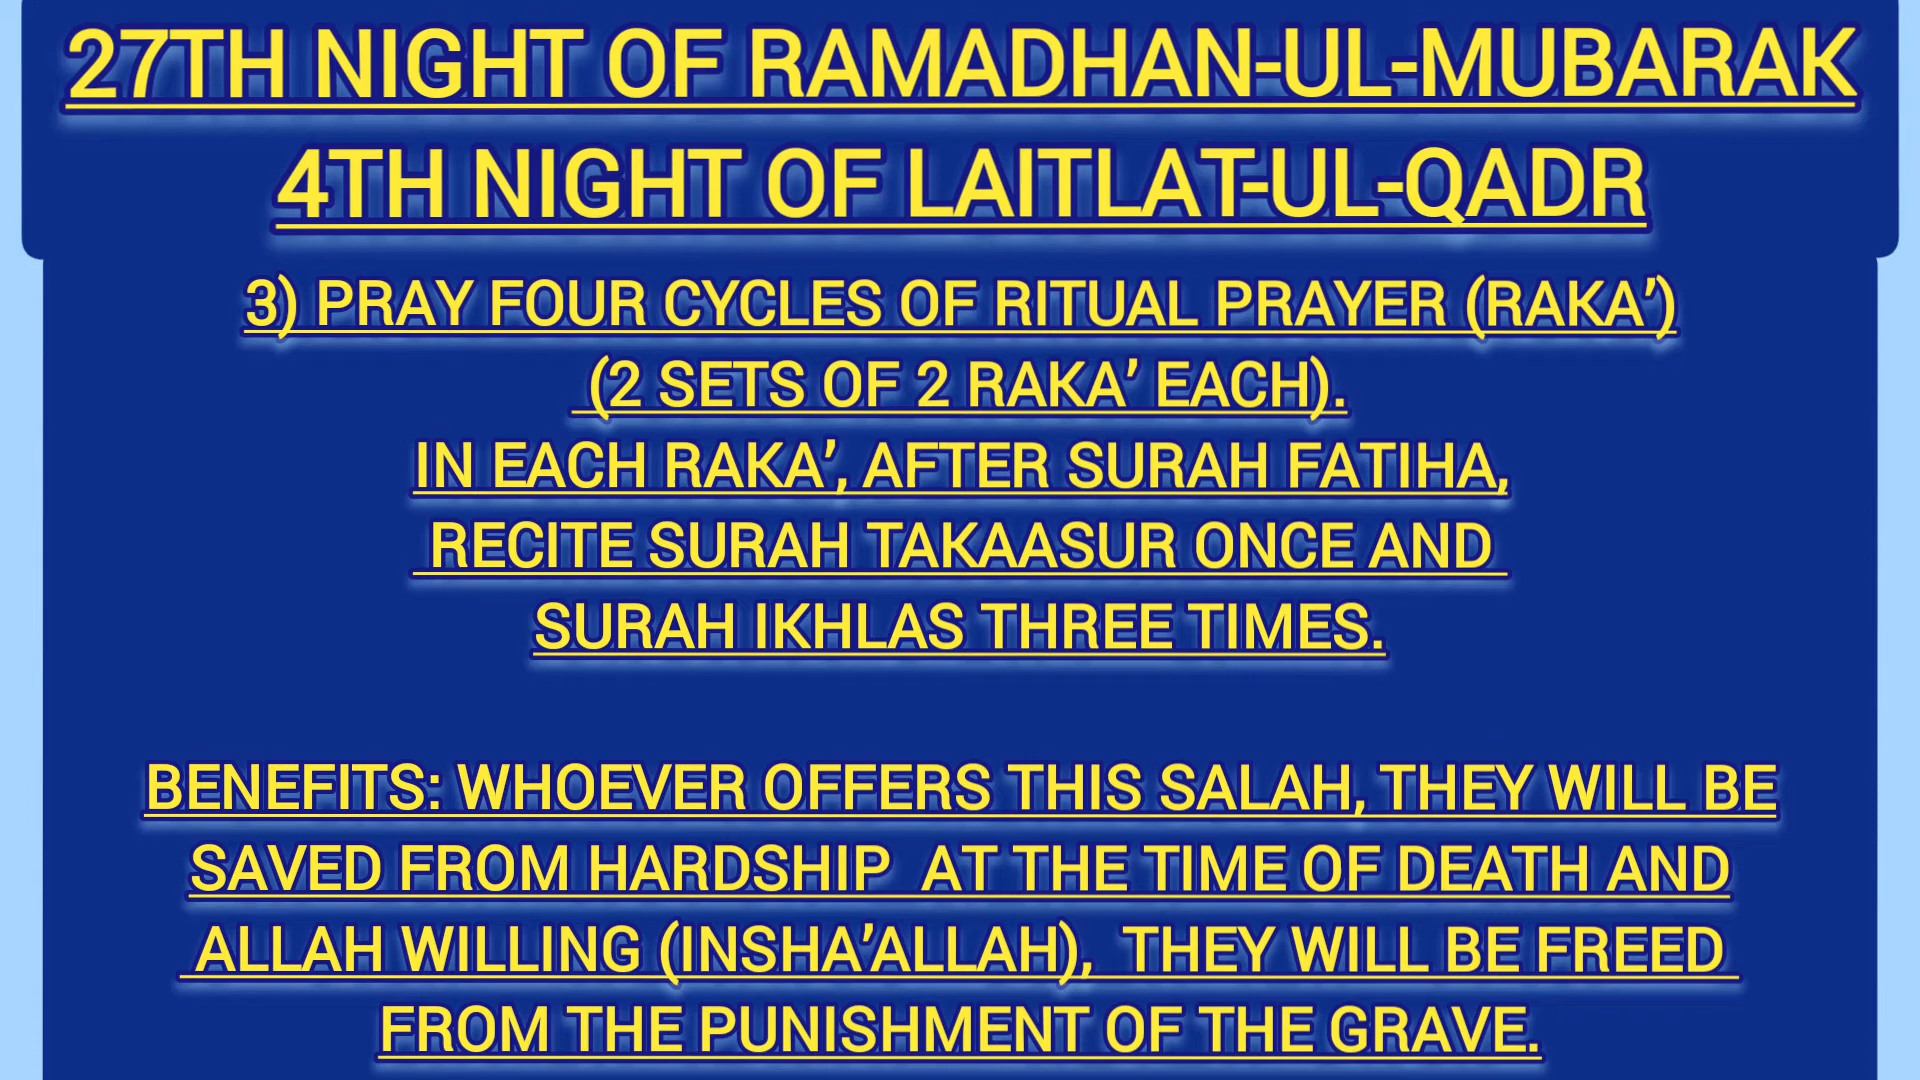 27TH NIGHT OF RAMADHAN-UL-MUBARAK
4TH NIGHT OF LAITLAT-UL-QADR
3) PRAY FOUR CYCLES OF RITUAL PRAYER (RAKA’)
(2 SETS OF 2 RAKA’ EACH).
IN EACH RAKA’, AFTER SURAH FATIHA,
RECITE SURAH TAKAASUR ONCE AND
SURAH IKHLAS THREE TIMES.
BENEFITS: WHOEVER OFFERS THIS SALAH, THEY WILL BE
SAVED FROM HARDSHIP  AT THE TIME OF DEATH AND
ALLAH WILLING (INSHA’ALLAH),  THEY WILL BE FREED
FROM THE PUNISHMENT OF THE GRAVE.